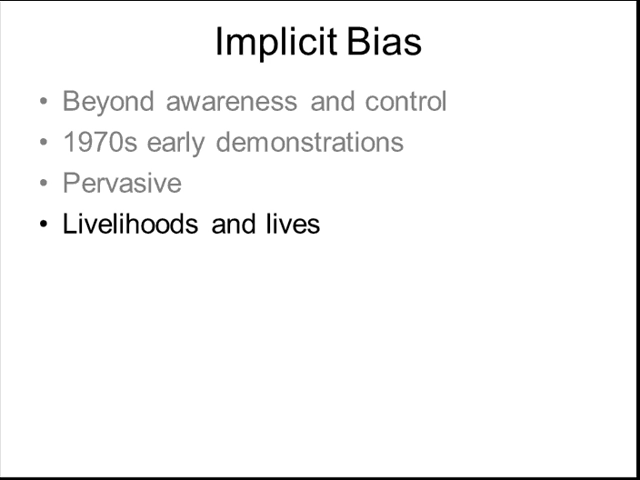 Implicit Bias
• Beyond awareness and control
• 1970s early demonstrations
• Pervasive
• Livelihoods and lives